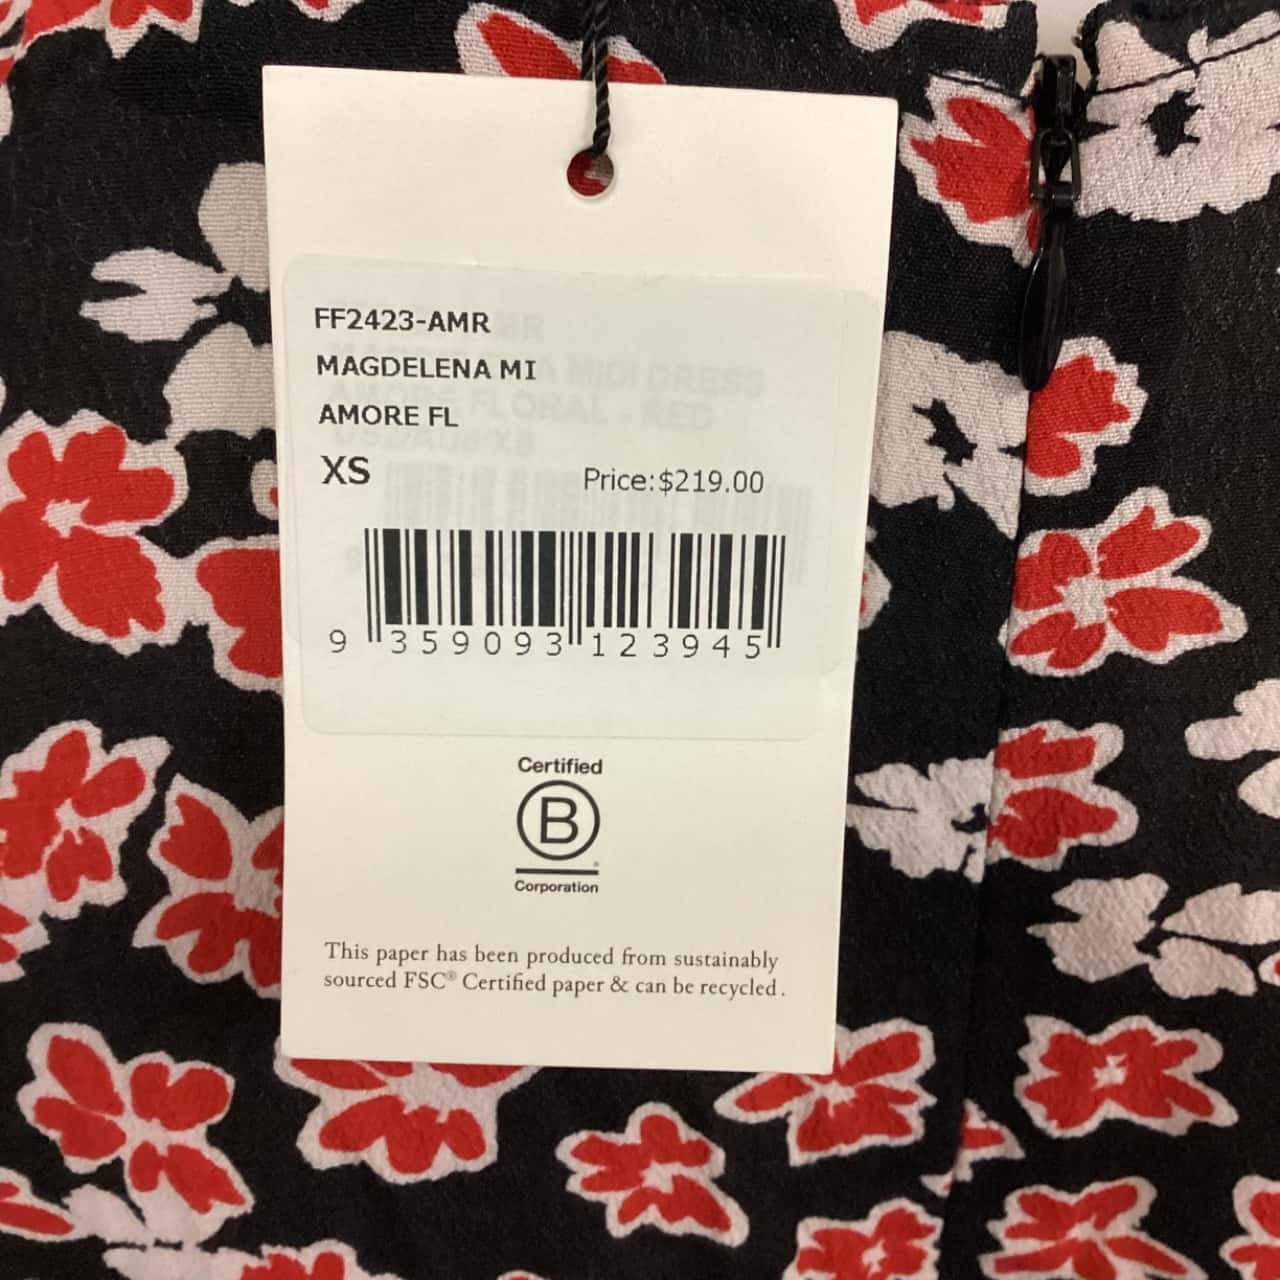 FF2423-AMR
MAGDELENA MI
AMORE FL
XS
Price:$219.00
9 359093 123945
Certified
B
Corporation
This paper has been produced from sustainably
sourced FSC® Certified paper & can be recycled.